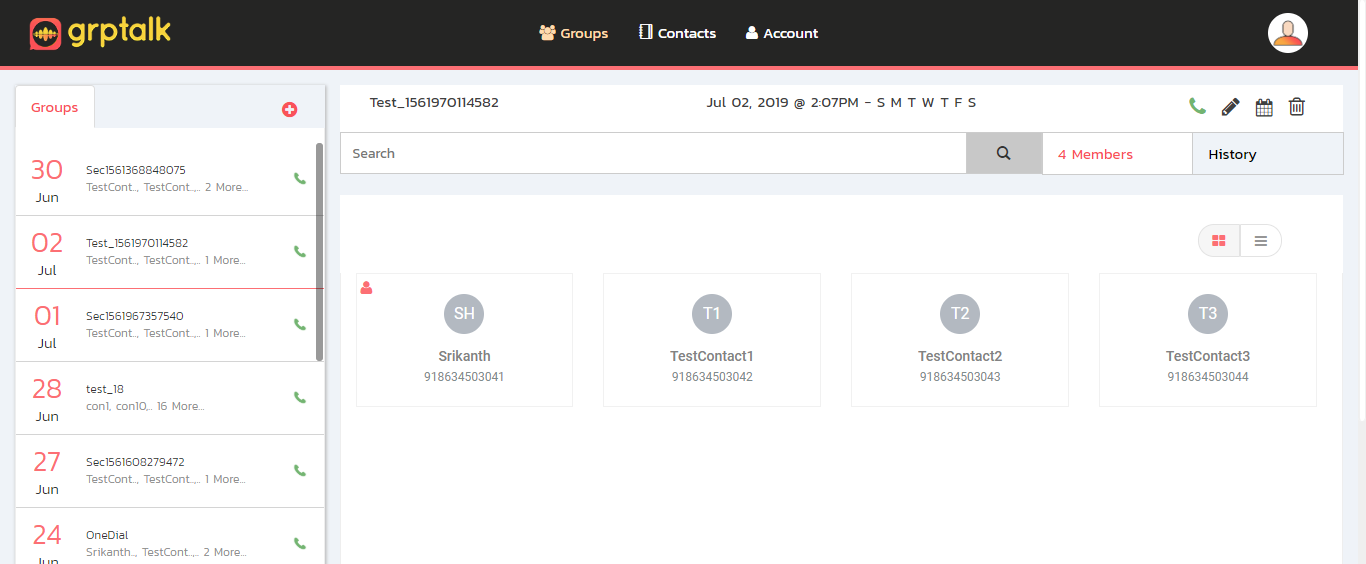 grptalk
Groups Contacts Account
Groups
30
Jun
Sec1561368848075
TestCont.., TestCont..,.. 2 More...
02
Jul
Test_1561970114582
TestCont.., TestCont..,.. 1 More...
01
Jul
Sec1561967357540
TestCont.., TestCont..,.. 1 More...
28
Jun
test_18
con1, con10,.. 16 More...
27
Jun
Sec1561608279472
TestCont.., TestCont..,.. 1 More...
24
Jun
OneDial
Srikanth.., TestCont..,.. 2 More...
Test_1561970114582 Jul 02, 2019 @ 2:07PM - S M T W T F S
Search 4 Members History
SH
Srikanth
918634503041
T1
TestContact1
918634503042
T2
TestContact2
918634503043
T3
TestContact3
918634503044